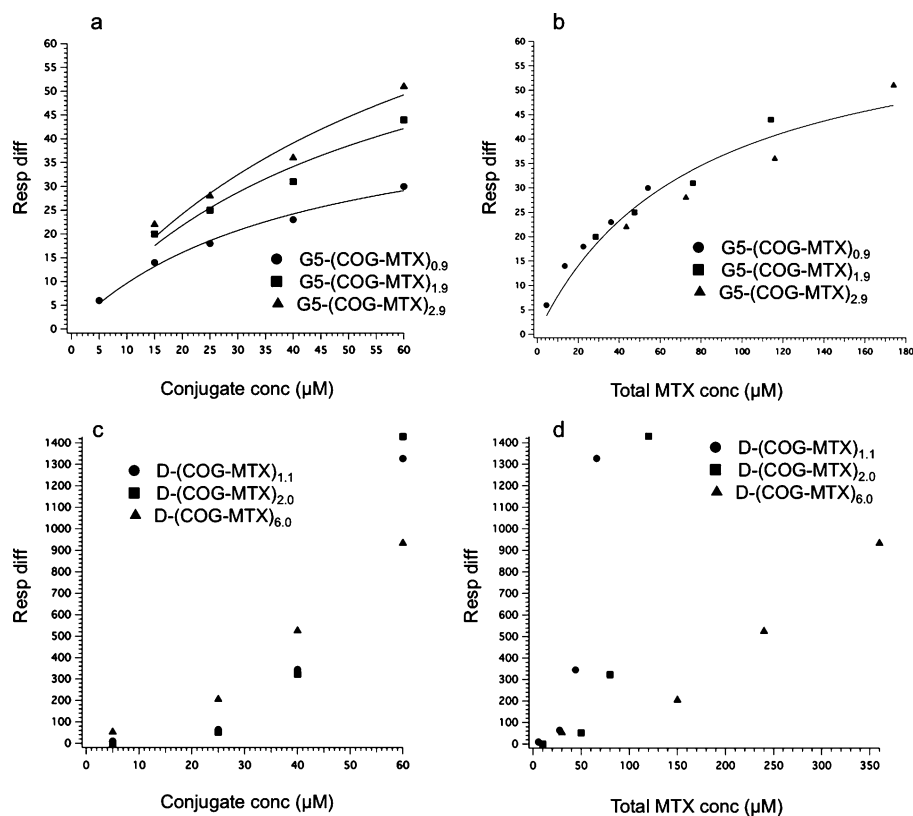 a
60
55
50
45
40
35
30
25
20
15
10
5
0
Resp diff
G5-(COG-MTX)0.9
G5-(COG-MTX)1.9
G5-(COG-MTX)2.9
0 5 10 15 20 25 30 35 40 45 50 55 60
Conjugate conc (µM)
b
60
55
50
45
40
35
30
25
20
15
10
5
0
Resp diff
G5-(COG-MTX)0.9
G5-(COG-MTX)1.9
G5-(COG-MTX)2.9
0 20 40 60 80 100 120 140 160 180
Total MTX conc (µM)
c
1400
1300
1200
1100
1000
900
800
700
600
500
400
300
200
100
0
Resp diff
D-(COG-MTX)1.1
D-(COG-MTX)2.0
D-(COG-MTX)6.0
0 10 20 30 40 50 60
Conjugate conc (µM)
d
1400
1300
1200
1100
1000
900
800
700
600
500
400
300
200
100
0
Resp diff
D-(COG-MTX)1.1
D-(COG-MTX)2.0
D-(COG-MTX)6.0
0 50 100 150 200 250 300 350
Total MTX conc (µM)